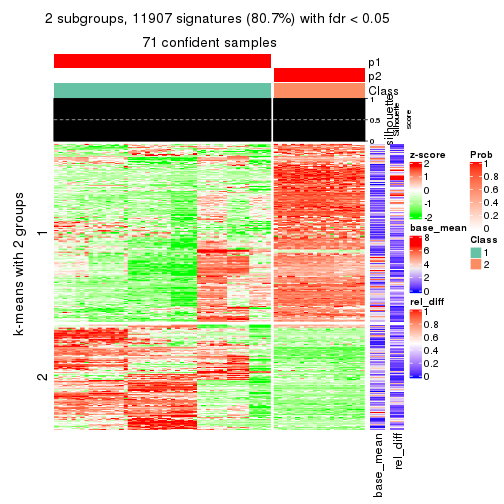 2 subgroups, 11907 signatures (80.7%) with fdr < 0.05
71 confident samples
p1
p2
Class
1
0.5
0
silhouette
Silhouette
score
k-means with 2 groups
1
2
base_mean
rel_diff
z-score
2
1
0
-1
-2
base_mean
8
6
4
2
0
rel_diff
1
0.8
0.6
0.4
0.2
0
Prob
1
0.8
0.6
0.4
0.2
0
Class
1
2